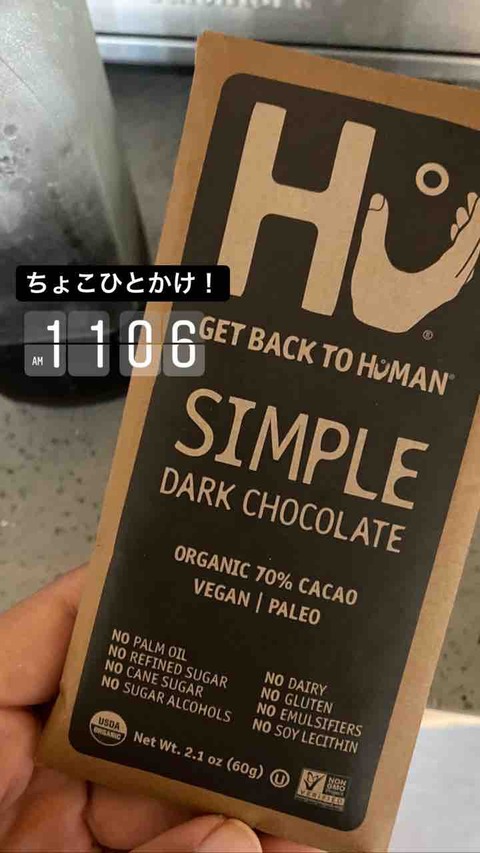 Hu
®
GET BACK TO HUMAN®
ちょこひとかけ！
AM 11 06
SIMPLE
DARK CHOCOLATE
ORGANIC 70% CACAO
VEGAN | PALEO
NO PALM OIL
NO REFINED SUGAR
NO CANE SUGAR
NO SUGAR ALCOHOLS
NO DAIRY
NO GLUTEN
NO EMULSIFIERS
NO SOY LECITHIN
USDA
ORGANIC
Net Wt. 2.1 oz (60g)
U
NON
GMO
Project
VERIFIED